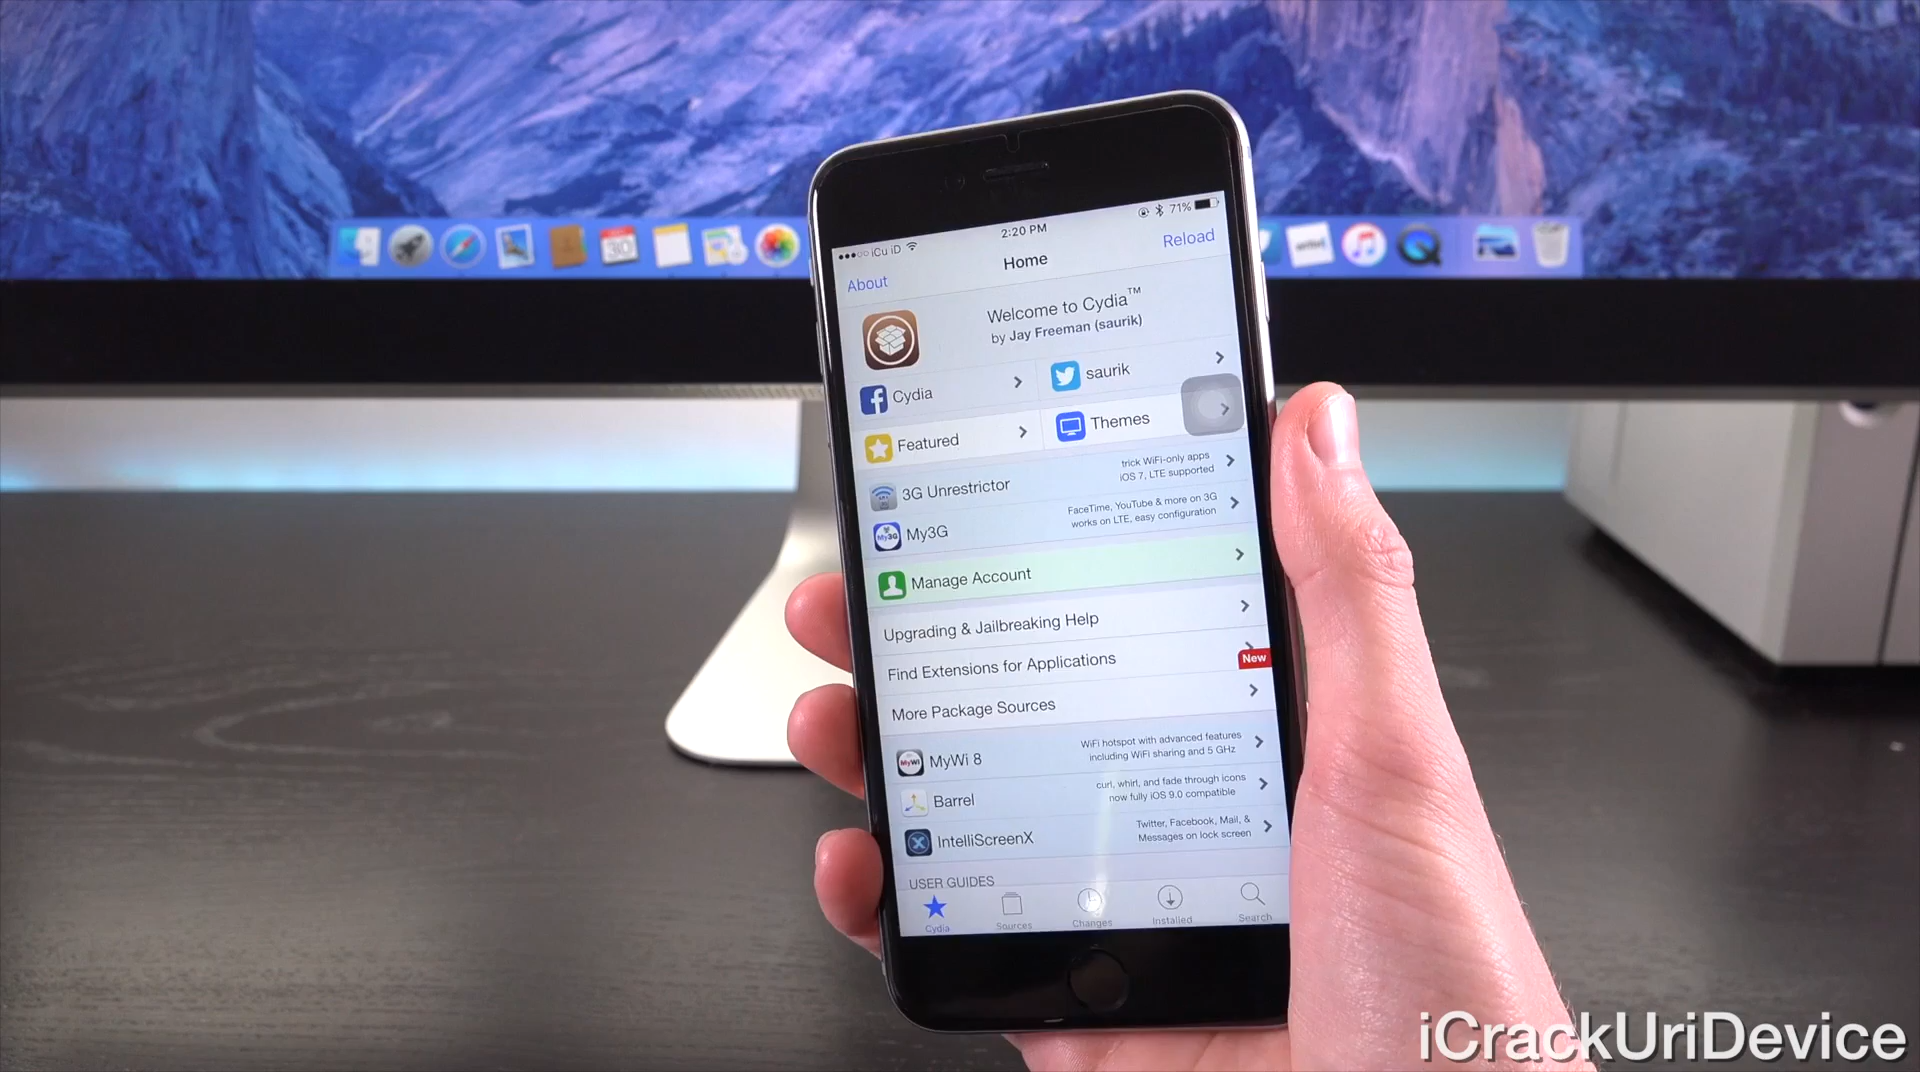 iCu iD
2:20 PM
71%
About
Home
Reload
Welcome to Cydia™
by Jay Freeman (saurik)
Cydia
saurik
Featured
Themes
3G Unrestrictor
trick WiFi-only apps
iOS 7, LTE supported
My3G
My3G
FaceTime, YouTube & more on 3G
works on LTE, easy configuration
Manage Account
Upgrading & Jailbreaking Help
Find Extensions for Applications
New
More Package Sources
MyWi
MyWi 8
WiFi hotspot with advanced features
including WiFi sharing and 5 GHz
Barrel
curl, whirl, and fade through icons
now fully iOS 9.0 compatible
IntelliScreenX
Twitter, Facebook, Mail, &
Messages on lock screen
USER GUIDES
Cydia
Sources
Changes
Installed
Search
30
iCrackUriDevice